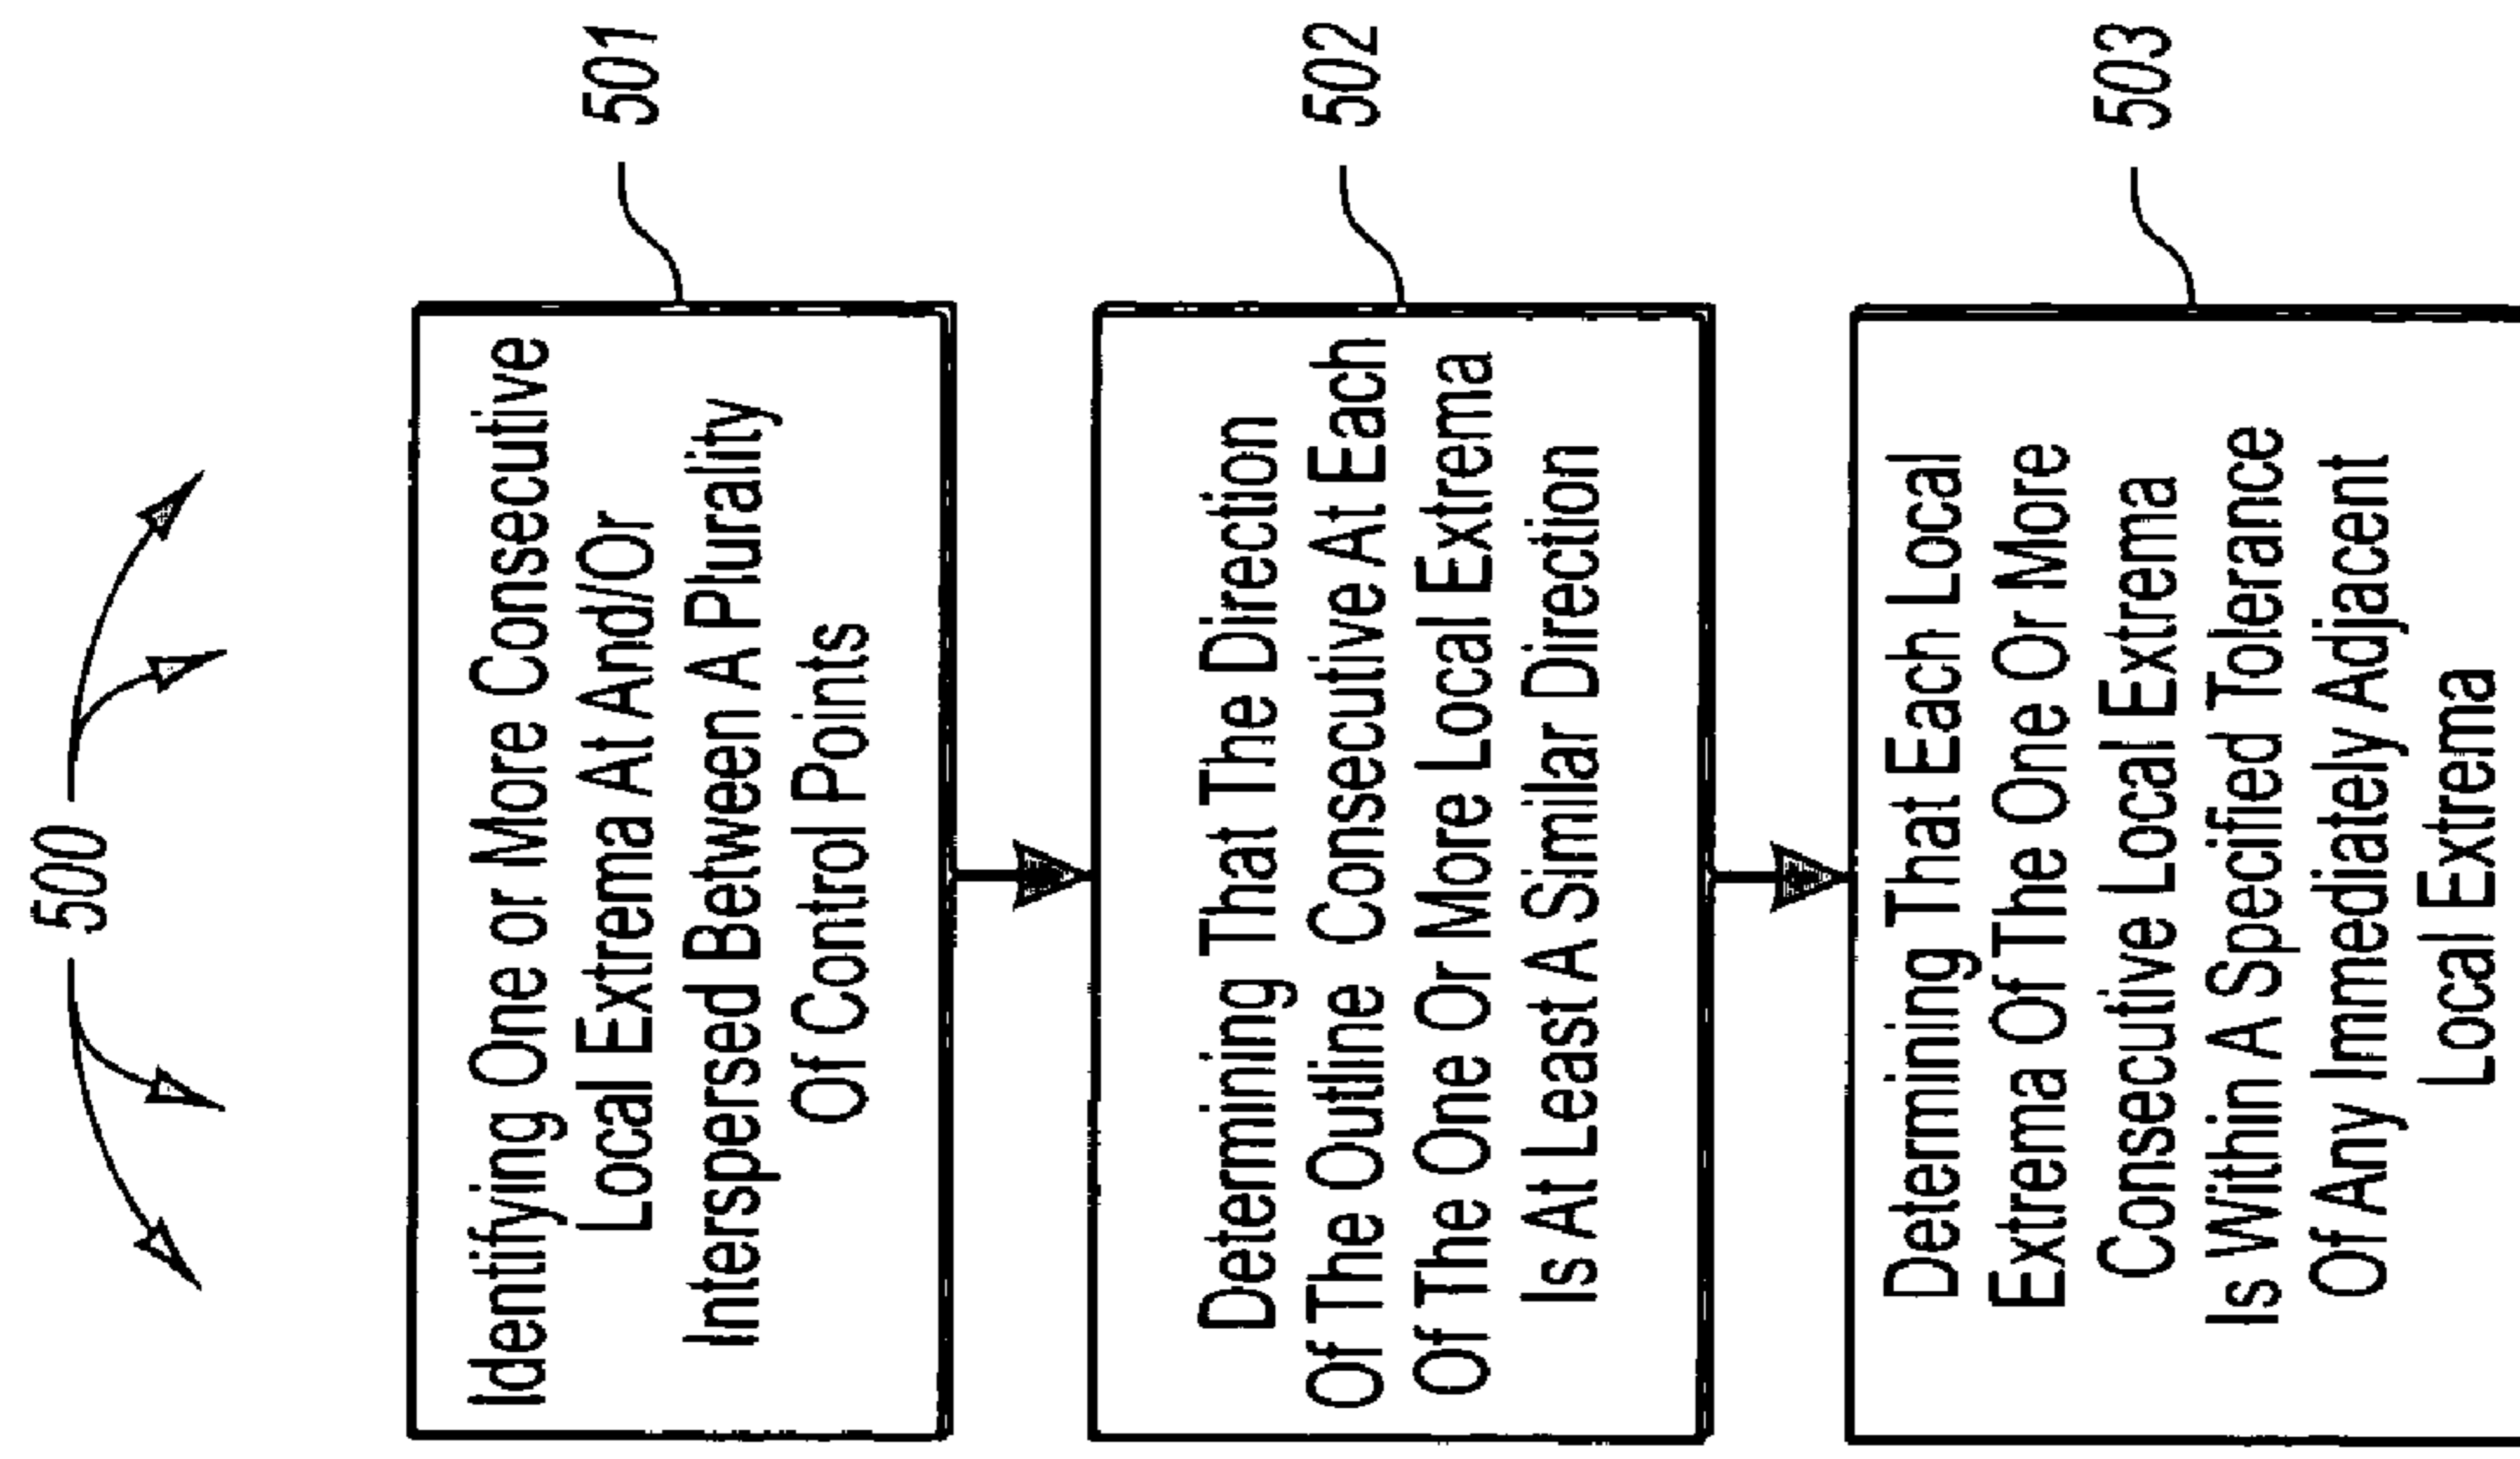 500
501
Identifying One or More Consecutive
Local Extrema At And/Or
Interspersed Between A Plurality
Of Control Points
502
Determining That The Direction
Of The Outline Consecutive At Each
Of The One Or More Local Extrema
Is At Least A Similar Direction
503
Determining That Each Local
Extrema Of The One Or More
Consecutive Local Extrema
Is Within A Specified Tolerance
Of Any Immediately Adjacent
Local Extrema